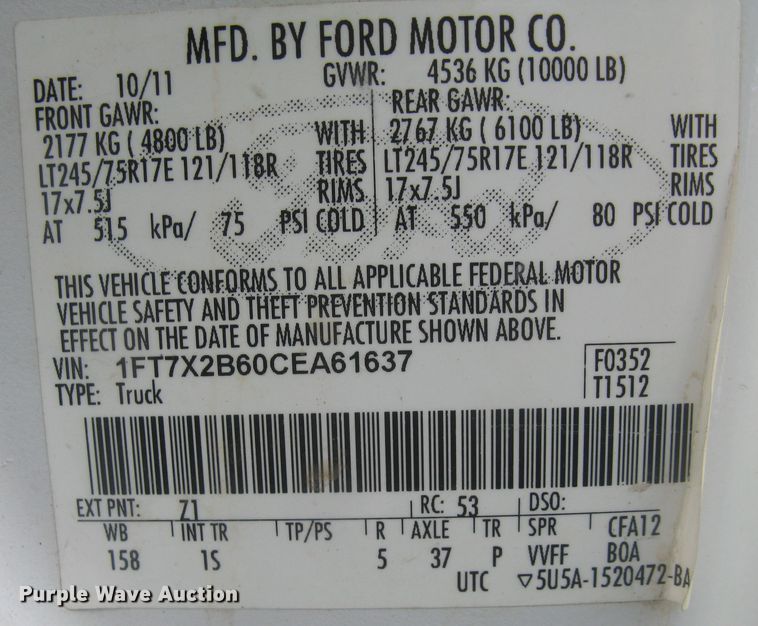 MFD. BY FORD MOTOR CO.
DATE: 10/11 GVWR: 4536 KG (10000 LB)
FRONT GAWR: REAR GAWR:
2177 KG ( 4800 LB) WITH 2767 KG ( 6100 LB) WITH
LT245/75R17E 121/118R TIRES LT245/75R17E 121/118R TIRES
17x7.5J RIMS 17x7.5J RIMS
AT 515 kPa/ 75 PSI COLD AT 550 kPa/ 80 PSI COLD
THIS VEHICLE CONFORMS TO ALL APPLICABLE FEDERAL MOTOR
VEHICLE SAFETY AND THEFT PREVENTION STANDARDS IN
EFFECT ON THE DATE OF MANUFACTURE SHOWN ABOVE.
VIN: 1FT7X2B60CEA61637 F0352
TYPE: Truck T1512
EXT PNT: Z1 RC: 53 DSO:
WB INT TR TP/PS R AXLE TR SPR CFA12
158 1S 5 37 P VVFF BOA
UTC ▽5U5A-1520472-BA
Purple Wave Auction